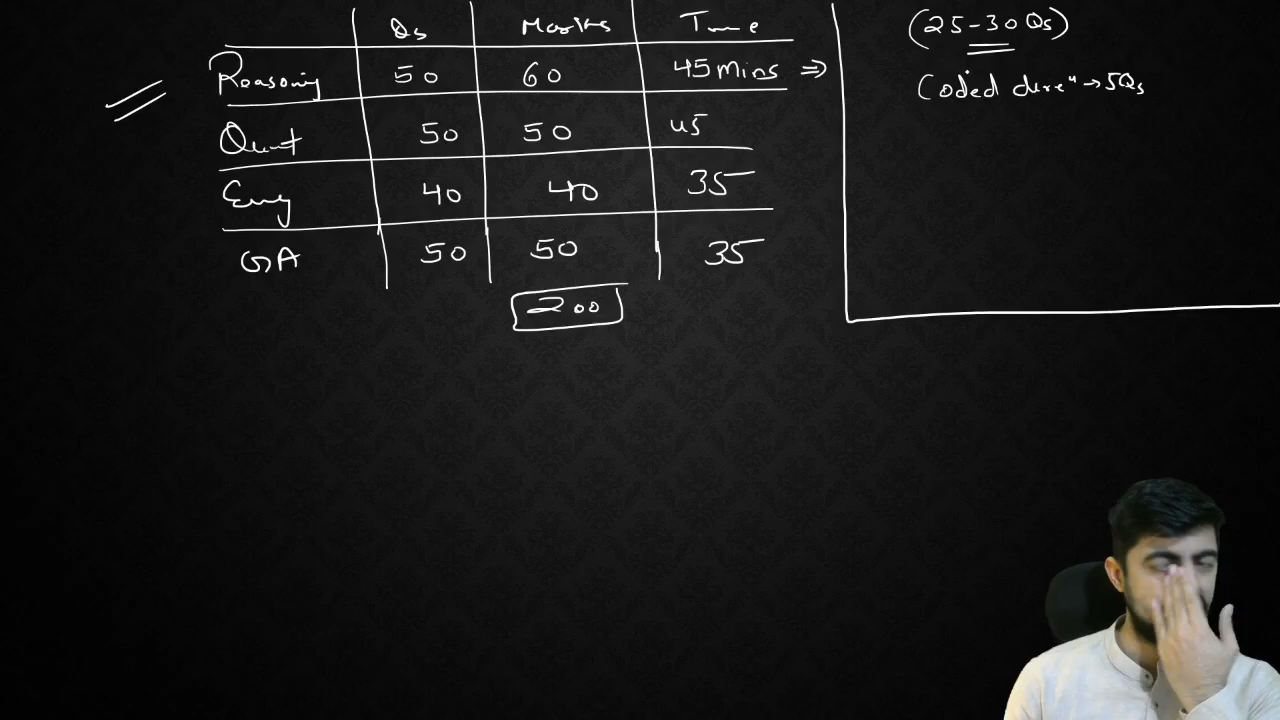 Qs Marks Time
Reasoning 50 60 45 Mins ⇒
Quant 50 50 45
Eng 40 40 35
GA 50 50 35
200
(25-30 Qs)
Coded direⁿ → 5Qs